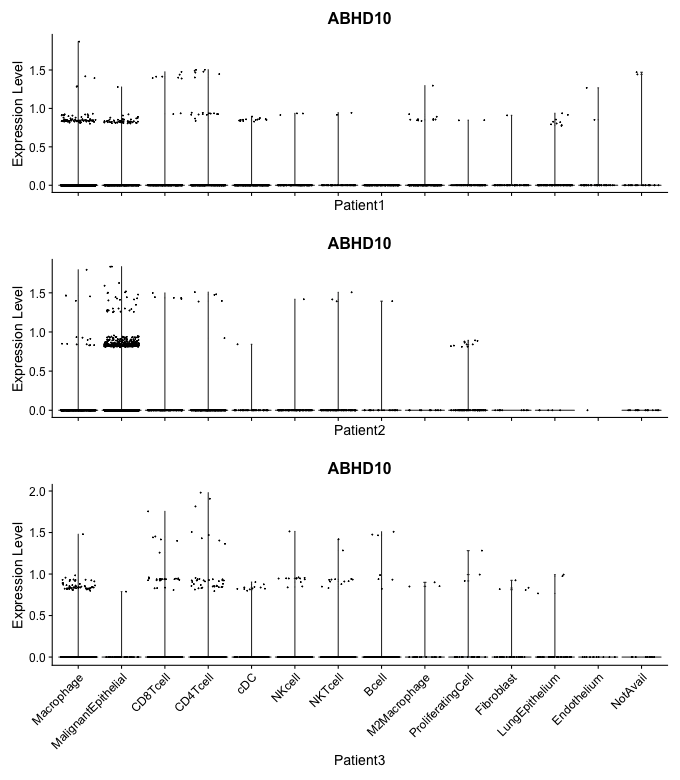 ABHD10
Expression Level
1.5
1.0
0.5
0.0
Patient1
ABHD10
Expression Level
1.5
1.0
0.5
0.0
Patient2
ABHD10
Expression Level
2.0
1.5
1.0
0.5
0.0
Macrophage
MalignantEpithelial
CD8Tcell
CD4Tcell
cDC
NKcell
NKTcell
Bcell
M2Macrophage
ProliferatingCell
Fibroblast
LungEpithelium
Endothelium
NotAvail
Patient3